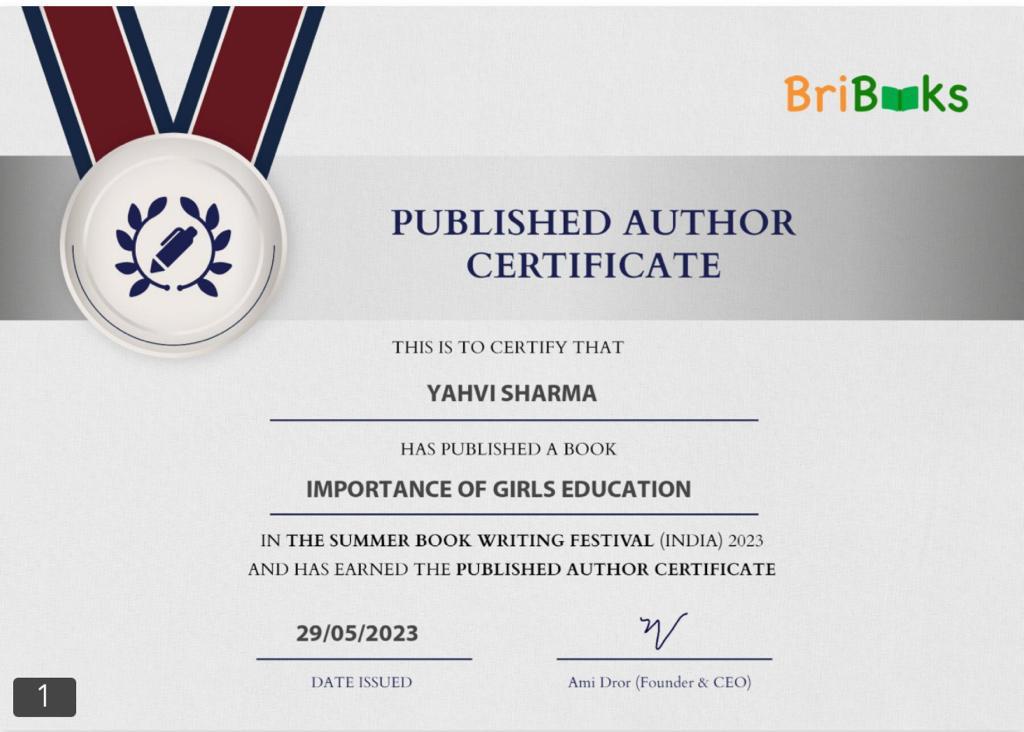 BriBooks
PUBLISHED AUTHOR
CERTIFICATE
THIS IS TO CERTIFY THAT
YAHVI SHARMA
HAS PUBLISHED A BOOK
IMPORTANCE OF GIRLS EDUCATION
IN THE SUMMER BOOK WRITING FESTIVAL (INDIA) 2023
AND HAS EARNED THE PUBLISHED AUTHOR CERTIFICATE
29/05/2023
DATE ISSUED
Ami Dror (Founder & CEO)
1